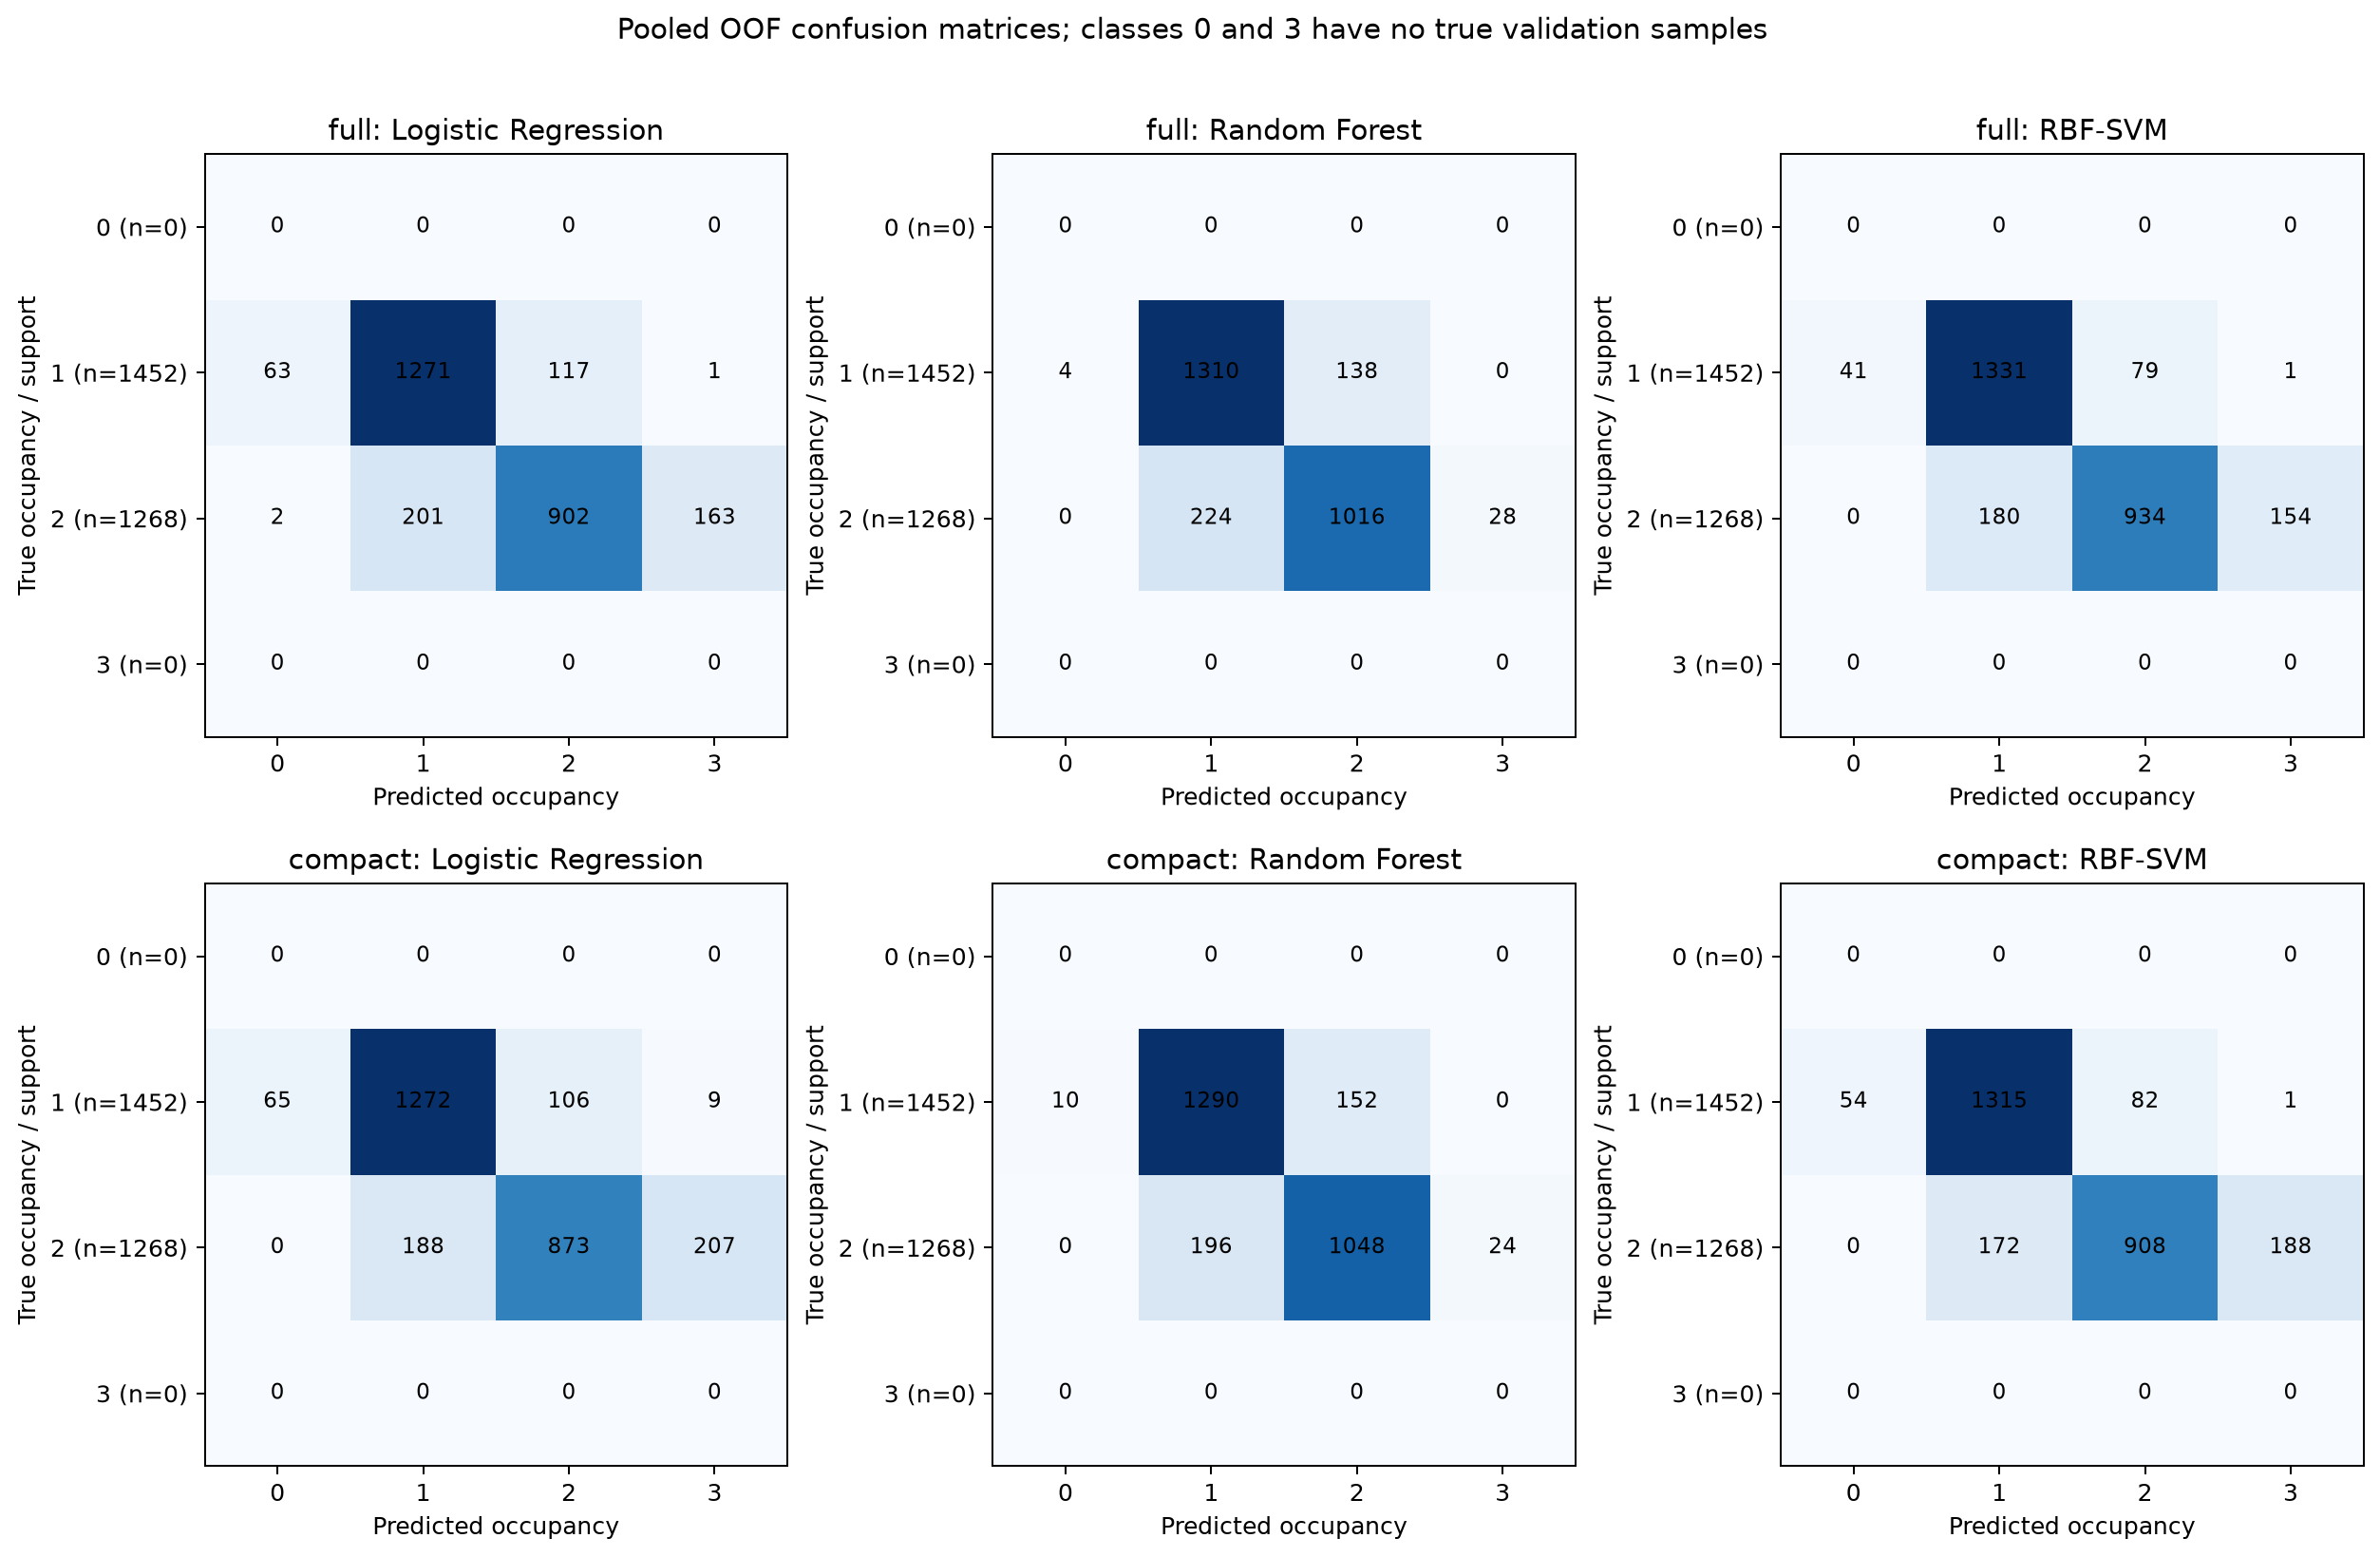 Pooled OOF confusion matrices; classes 0 and 3 have no true validation samples
full: Logistic Regression
True occupancy / support
0 (n=0) 0 0 0 0
1 (n=1452) 63 1271 117 1
2 (n=1268) 2 201 902 163
3 (n=0) 0 0 0 0
0 1 2 3
Predicted occupancy
full: Random Forest
True occupancy / support
0 (n=0) 0 0 0 0
1 (n=1452) 4 1310 138 0
2 (n=1268) 0 224 1016 28
3 (n=0) 0 0 0 0
0 1 2 3
Predicted occupancy
full: RBF-SVM
True occupancy / support
0 (n=0) 0 0 0 0
1 (n=1452) 41 1331 79 1
2 (n=1268) 0 180 934 154
3 (n=0) 0 0 0 0
0 1 2 3
Predicted occupancy
compact: Logistic Regression
True occupancy / support
0 (n=0) 0 0 0 0
1 (n=1452) 65 1272 106 9
2 (n=1268) 0 188 873 207
3 (n=0) 0 0 0 0
0 1 2 3
Predicted occupancy
compact: Random Forest
True occupancy / support
0 (n=0) 0 0 0 0
1 (n=1452) 10 1290 152 0
2 (n=1268) 0 196 1048 24
3 (n=0) 0 0 0 0
0 1 2 3
Predicted occupancy
compact: RBF-SVM
True occupancy / support
0 (n=0) 0 0 0 0
1 (n=1452) 54 1315 82 1
2 (n=1268) 0 172 908 188
3 (n=0) 0 0 0 0
0 1 2 3
Predicted occupancy